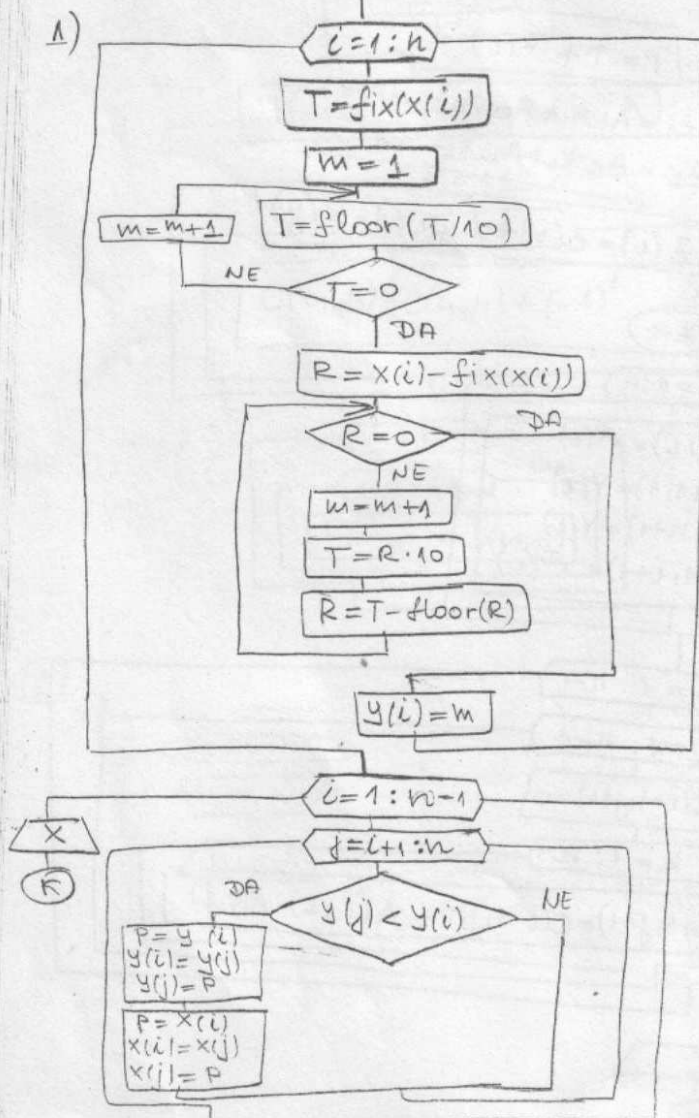 1)
i=1:n
T=fix(x(i))
m=1
m=m+1
T=floor(T/10)
NE
T=0
DA
R=x(i)-fix(x(i))
R=0
DA
NE
m=m+1
T=R·10
R=T-floor(R)
y(i)=m
i=1:n-1
X
j=i+1:n
K
DA
y(j)<y(i)
NE
P=y(i)
y(i)=y(j)
y(j)=P
P=x(i)
x(i)=x(j)
x(j)=P